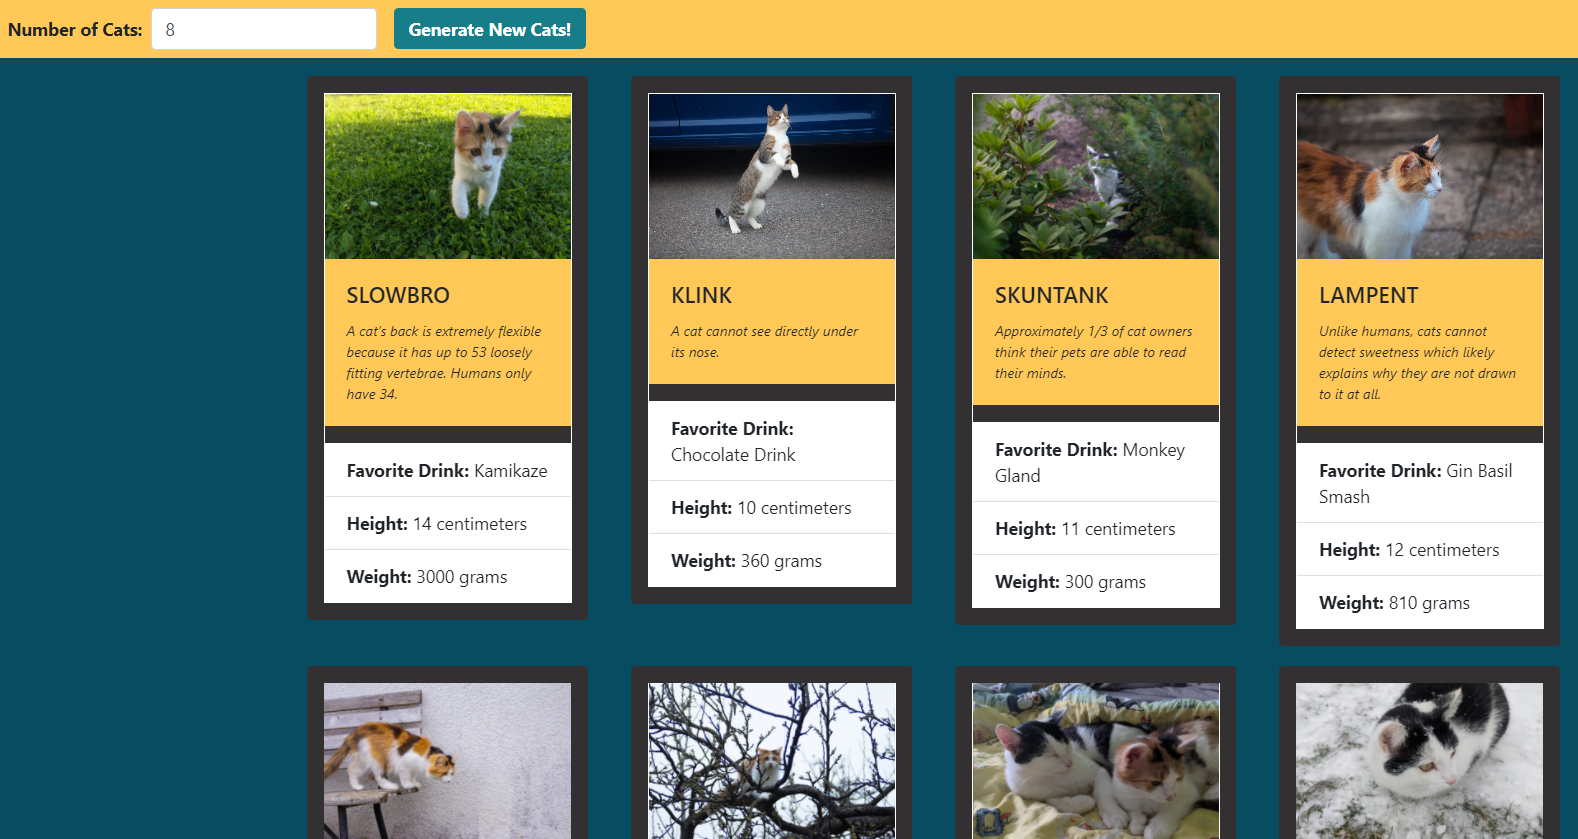 Number of Cats: 8 Generate New Cats!
SLOWBRO
A cat's back is extremely flexible
because it has up to 53 loosely
fitting vertebrae. Humans only
have 34.
Favorite Drink: Kamikaze
Height: 14 centimeters
Weight: 3000 grams
KLINK
A cat cannot see directly under
its nose.
Favorite Drink:
Chocolate Drink
Height: 10 centimeters
Weight: 360 grams
SKUNTANK
Approximately 1/3 of cat owners
think their pets are able to read
their minds.
Favorite Drink: Monkey
Gland
Height: 11 centimeters
Weight: 300 grams
LAMPENT
Unlike humans, cats cannot
detect sweetness which likely
explains why they are not drawn
to it at all.
Favorite Drink: Gin Basil
Smash
Height: 12 centimeters
Weight: 810 grams